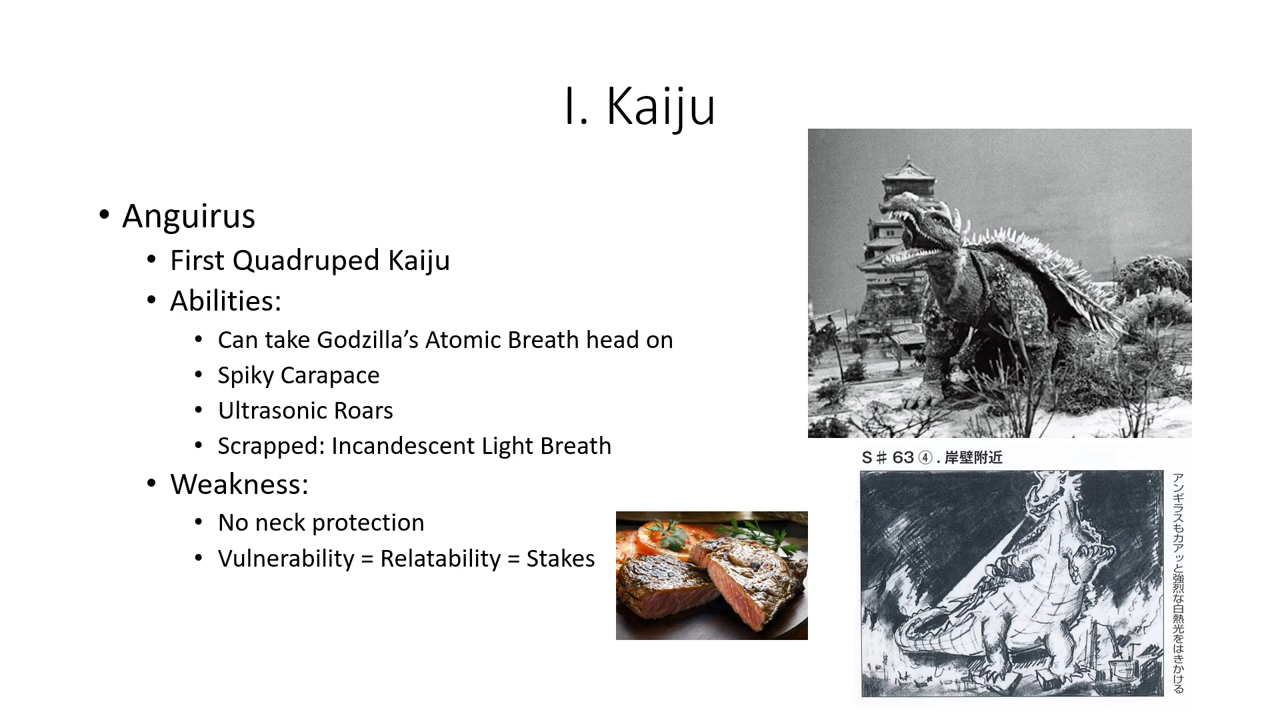 I. Kaiju
• Anguirus
• First Quadruped Kaiju
• Abilities:
• Can take Godzilla’s Atomic Breath head on
• Spiky Carapace
• Ultrasonic Roars
• Scrapped: Incandescent Light Breath
• Weakness:
• No neck protection
• Vulnerability = Relatability = Stakes
S♯63④.岸壁附近
アンギラスもカアッと強烈な白熱光をはきかける